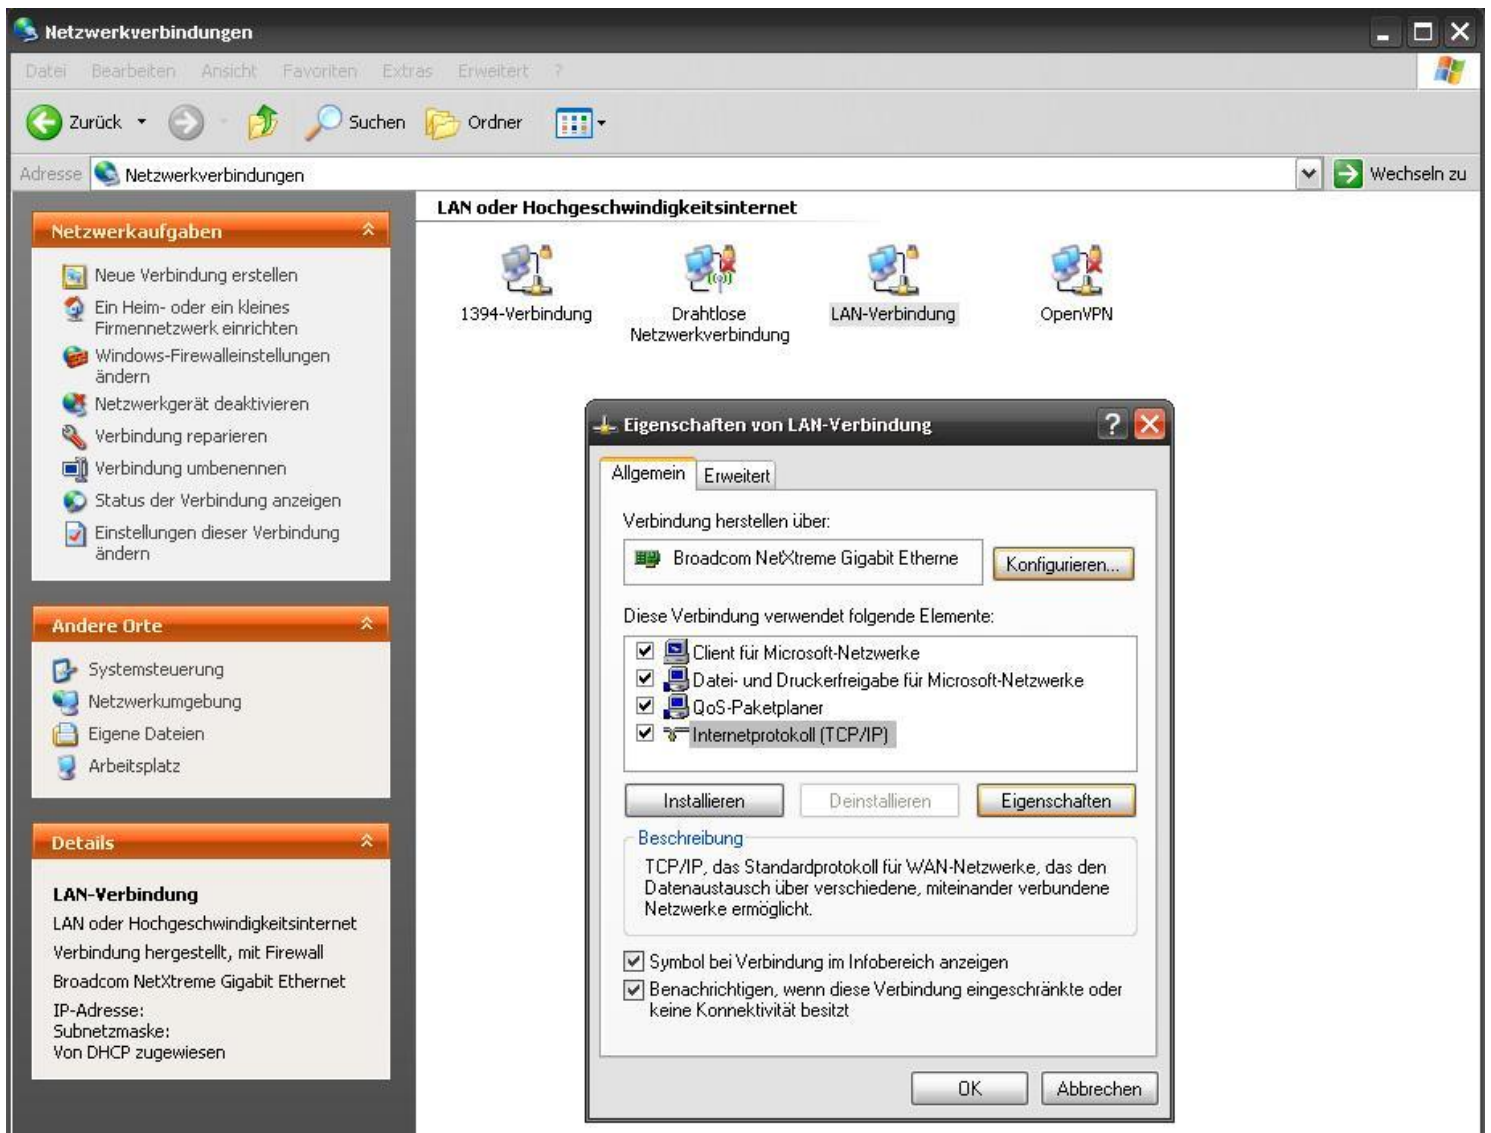 Netzwerkverbindungen
Datei Bearbeiten Ansicht Favoriten Extras Erweitert ?
Zurück Suchen Ordner
Adresse Netzwerkverbindungen Wechseln zu
Netzwerkaufgaben
Neue Verbindung erstellen
Ein Heim- oder ein kleines
Firmennetzwerk einrichten
Windows-Firewalleinstellungen
ändern
Netzwerkgerät deaktivieren
Verbindung reparieren
Verbindung umbenennen
Status der Verbindung anzeigen
Einstellungen dieser Verbindung
ändern
Andere Orte
Systemsteuerung
Netzwerkumgebung
Eigene Dateien
Arbeitsplatz
Details
LAN-Verbindung
LAN oder Hochgeschwindigkeitsinternet
Verbindung hergestellt, mit Firewall
Broadcom NetXtreme Gigabit Ethernet
IP-Adresse:
Subnetzmaske:
Von DHCP zugewiesen
LAN oder Hochgeschwindigkeitsinternet
1394-Verbindung
Drahtlose
Netzwerkverbindung
LAN-Verbindung
OpenVPN
Eigenschaften von LAN-Verbindung ?
Allgemein Erweitert
Verbindung herstellen über:
Broadcom NetXtreme Gigabit Etherne Konfigurieren...
Diese Verbindung verwendet folgende Elemente:
Client für Microsoft-Netzwerke
Datei- und Druckerfreigabe für Microsoft-Netzwerke
QoS-Paketplaner
Internetprotokoll (TCP/IP)
Installieren Deinstallieren Eigenschaften
Beschreibung
TCP/IP, das Standardprotokoll für WAN-Netzwerke, das den
Datenaustausch über verschiedene, miteinander verbundene
Netzwerke ermöglicht.
Symbol bei Verbindung im Infobereich anzeigen
Benachrichtigen, wenn diese Verbindung eingeschränkte oder
keine Konnektivität besitzt
OK Abbrechen